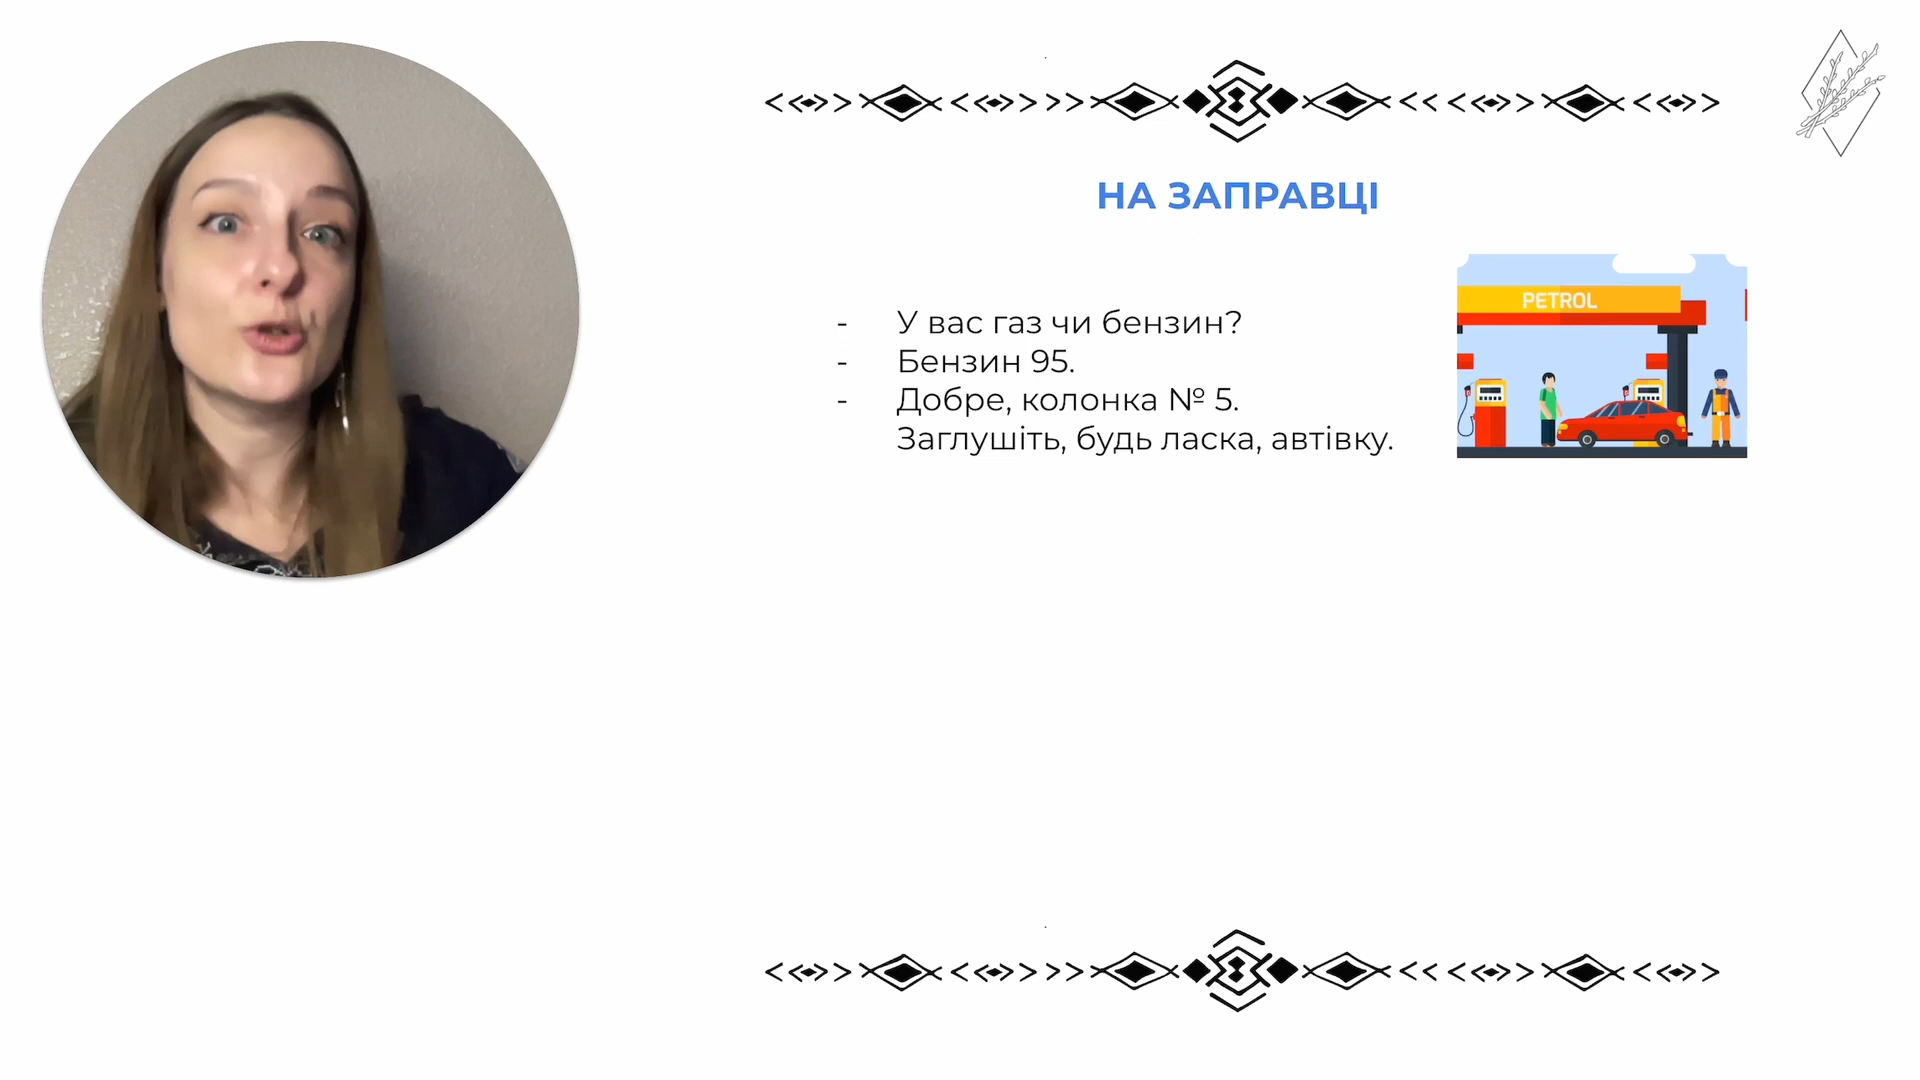 НА ЗАПРАВЦІ
PETROL
- У вас газ чи бензин?
- Бензин 95.
- Добре, колонка № 5.
Заглушіть, будь ласка, автівку.